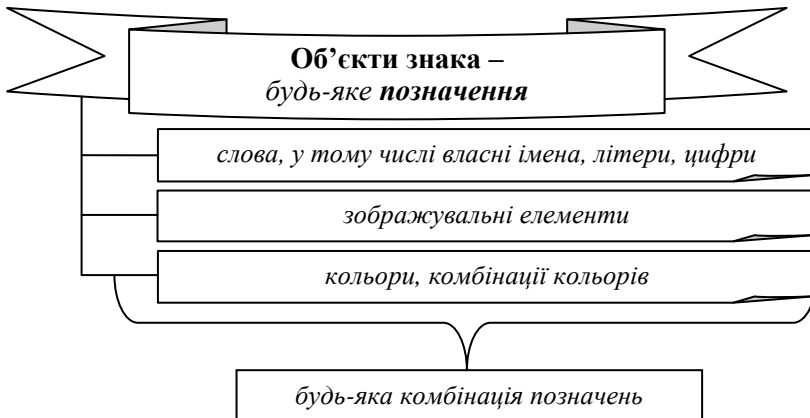 Об’єкти знака –
будь-яке позначення
слова, у тому числі власні імена, літери, цифри
зображувальні елементи
кольори, комбінації кольорів
будь-яка комбінація позначень